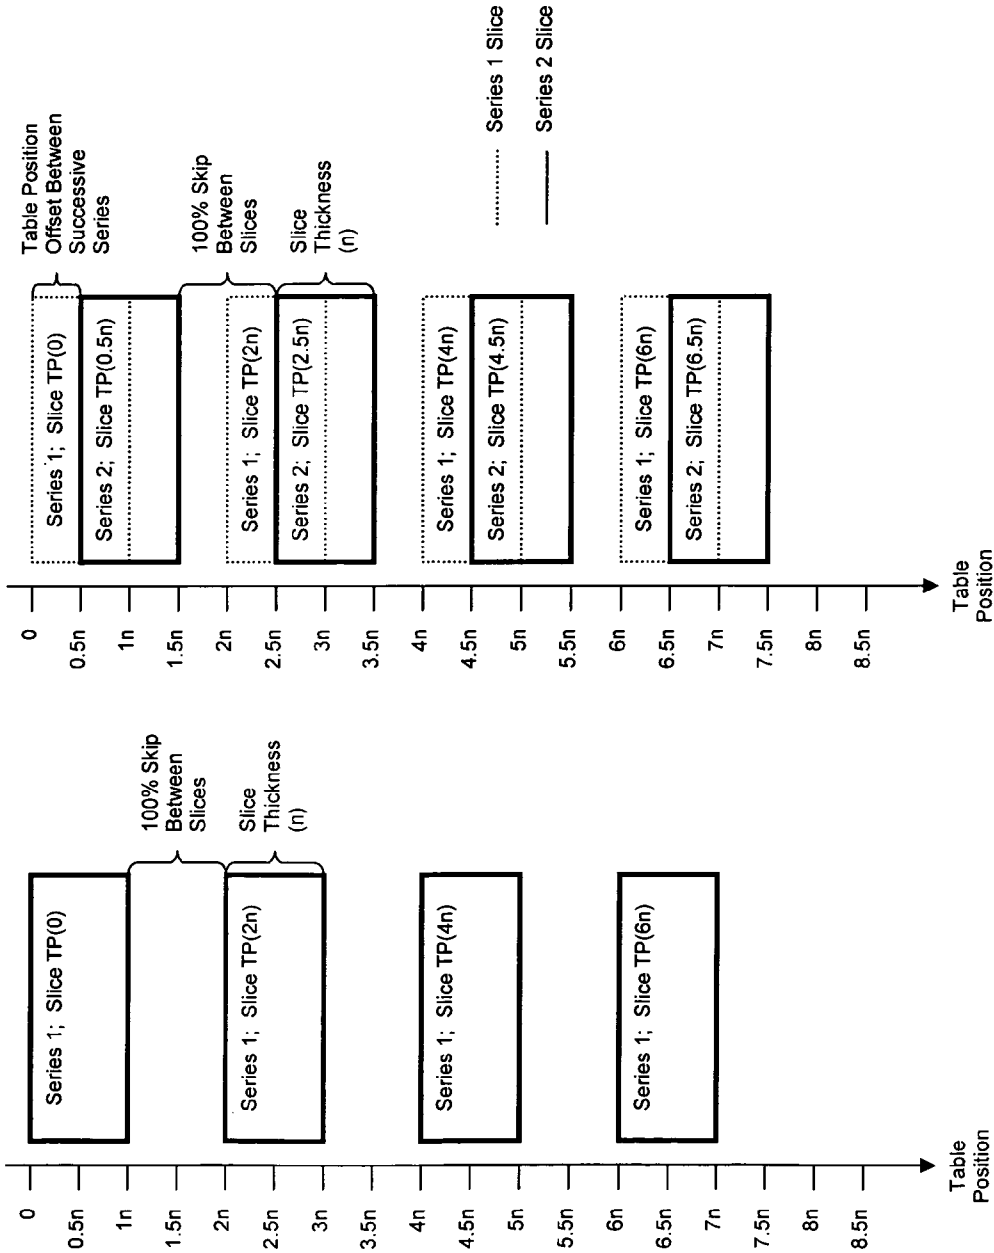 0
0.5n
1n
1.5n
2n
2.5n
3n
3.5n
4n
4.5n
5n
5.5n
6n
6.5n
7n
7.5n
8.5n
Table
Position
Series 1; Slice TP(0)
Series 1; Slice TP(2n)
Series 1; Slice TP(4n)
Series 1; Slice TP(6n)
100% Skip
Between
Slices
Slice
Thickness
(n)
0
0.5n
1n
1.5n
2n
2.5n
3n
3.5n
4n
4.5n
5n
5.5n
6n
6.5n
7n
7.5n
8.5n
Table
Position
Series 1; Slice TP(0)
Series 2; Slice TP(0.5n)
Series 1; Slice TP(2n)
Series 2; Slice TP(2.5n)
Series 1; Slice TP(4n)
Series 2; Slice TP(4.5n)
Series 1; Slice TP(6n)
Series 2; Slice TP(6.5n)
Table Position
Offset Between
Successive
Series
100% Skip
Between
Slices
Slice
Thickness
(n)
Series 1 Slice
Series 2 Slice